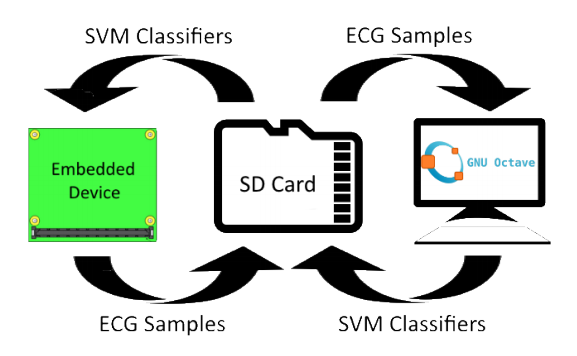 SVM Classifiers
ECG Samples
Embedded
Device
SD Card
GNU Octave
ECG Samples
SVM Classifiers